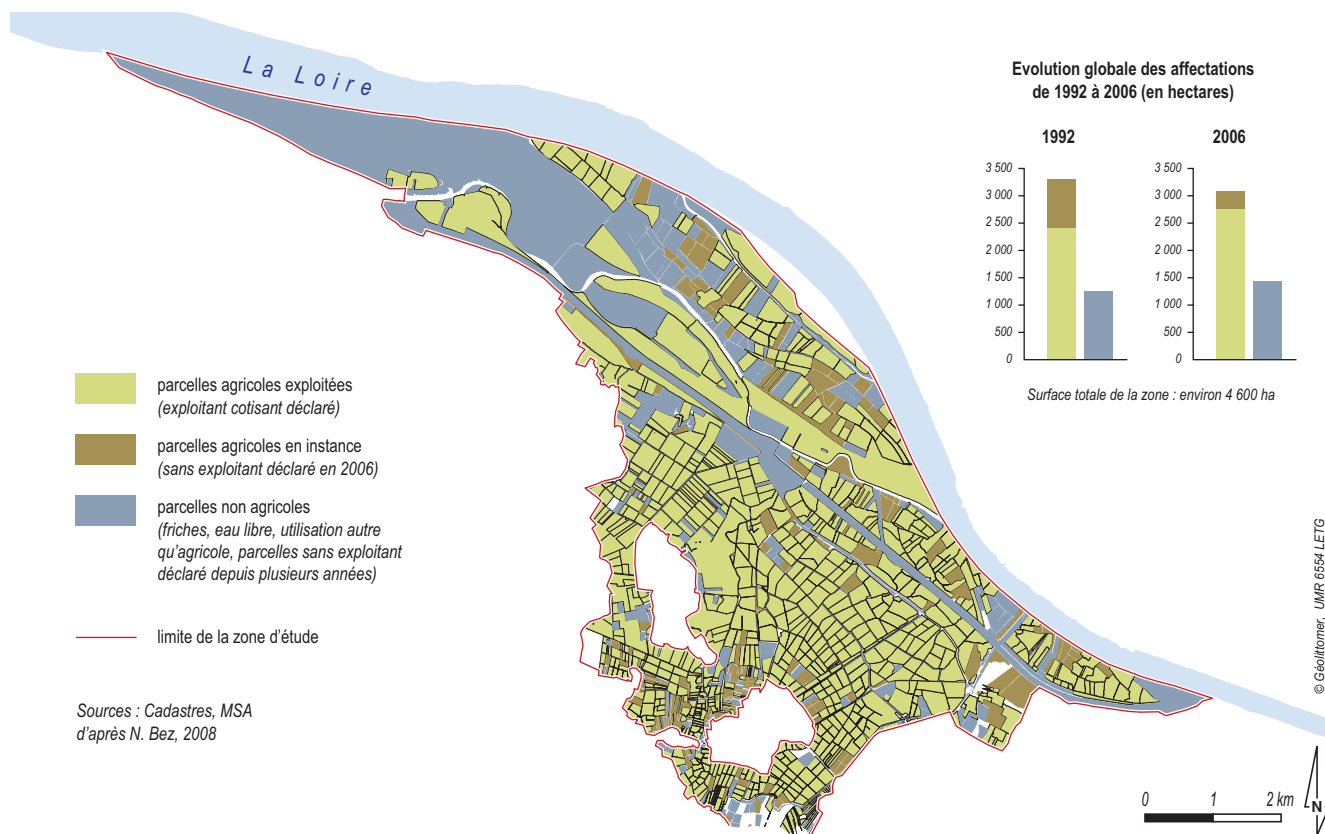 La Loire
Evolution globale des affectations
de 1992 à 2006 (en hectares)
1992
2006
3 500
3 000
2 500
2 000
1 500
1 000
500
0
3 500
3 000
2 500
2 000
1 500
1 000
500
0
Surface totale de la zone : environ 4 600 ha
parcelles agricoles exploitées
(exploitant cotisant déclaré)
parcelles agricoles en instance
(sans exploitant déclaré en 2006)
parcelles non agricoles
(friches, eau libre, utilisation autre
qu'agricole, parcelles sans exploitant
déclaré depuis plusieurs années)
limite de la zone d'étude
Sources : Cadastres, MSA
d'après N. Bez, 2008
© Géolittomer, UMR 6554 LETG
0 1 2 km
N